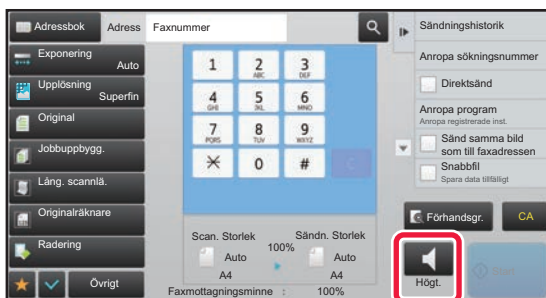 Adressbok
Adress
Faxnummer
Exponering
Auto
Upplösning
Superfin
Original
Jobbuppbygg.
Lång. scannlä.
Originalräknare
Radering
Övrigt
1
2
ABC
3
DEF
4
GHI
5
JKL
6
MNO
7
PQRS
8
TUV
9
WXYZ
0
#
C
Scan. Storlek
100%
Sändn. Storlek
Auto
A4
Auto
A4
Faxmottagningsminne : 100%
Sändningshistorik
Anropa sökningsnummer
Direktsänd
Anropa program
Anropa registrerade inst.
Sänd samma bild
som till faxadressen
Snabbfil
Spara data tillfälligt
Förhandsgr.
CA
Högt.
Start